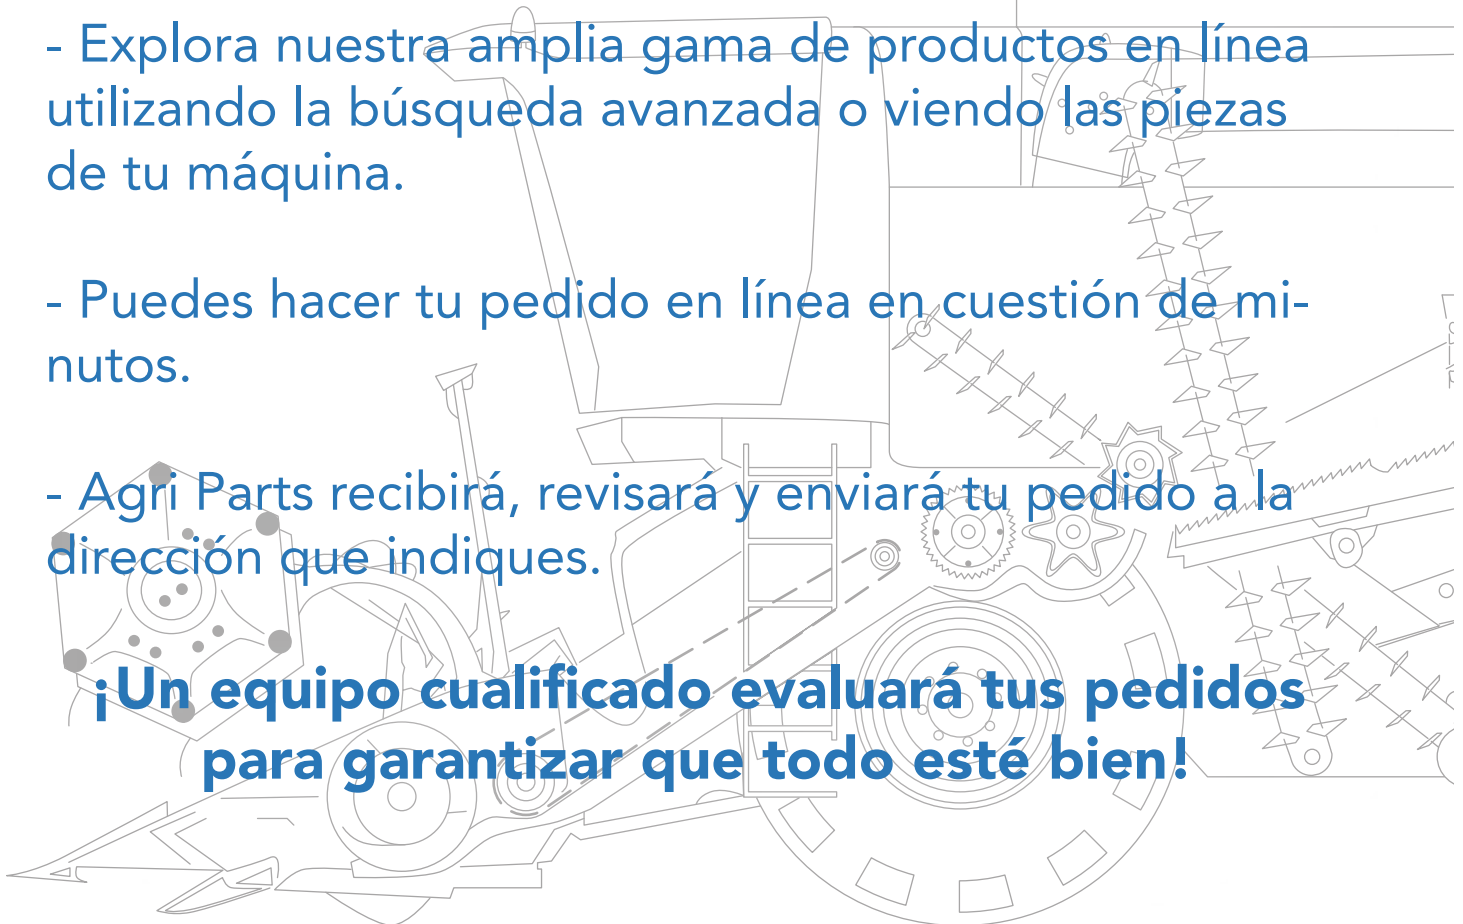 - Explora nuestra amplia gama de productos en línea
utilizando la búsqueda avanzada o viendo las piezas
de tu máquina.
- Puedes hacer tu pedido en línea en cuestión de mi-
nutos.
- Agri Parts recibirá, revisará y enviará tu pedido a la
dirección que indiques.
¡Un equipo cualificado evaluará tus pedidos
para garantizar que todo esté bien!